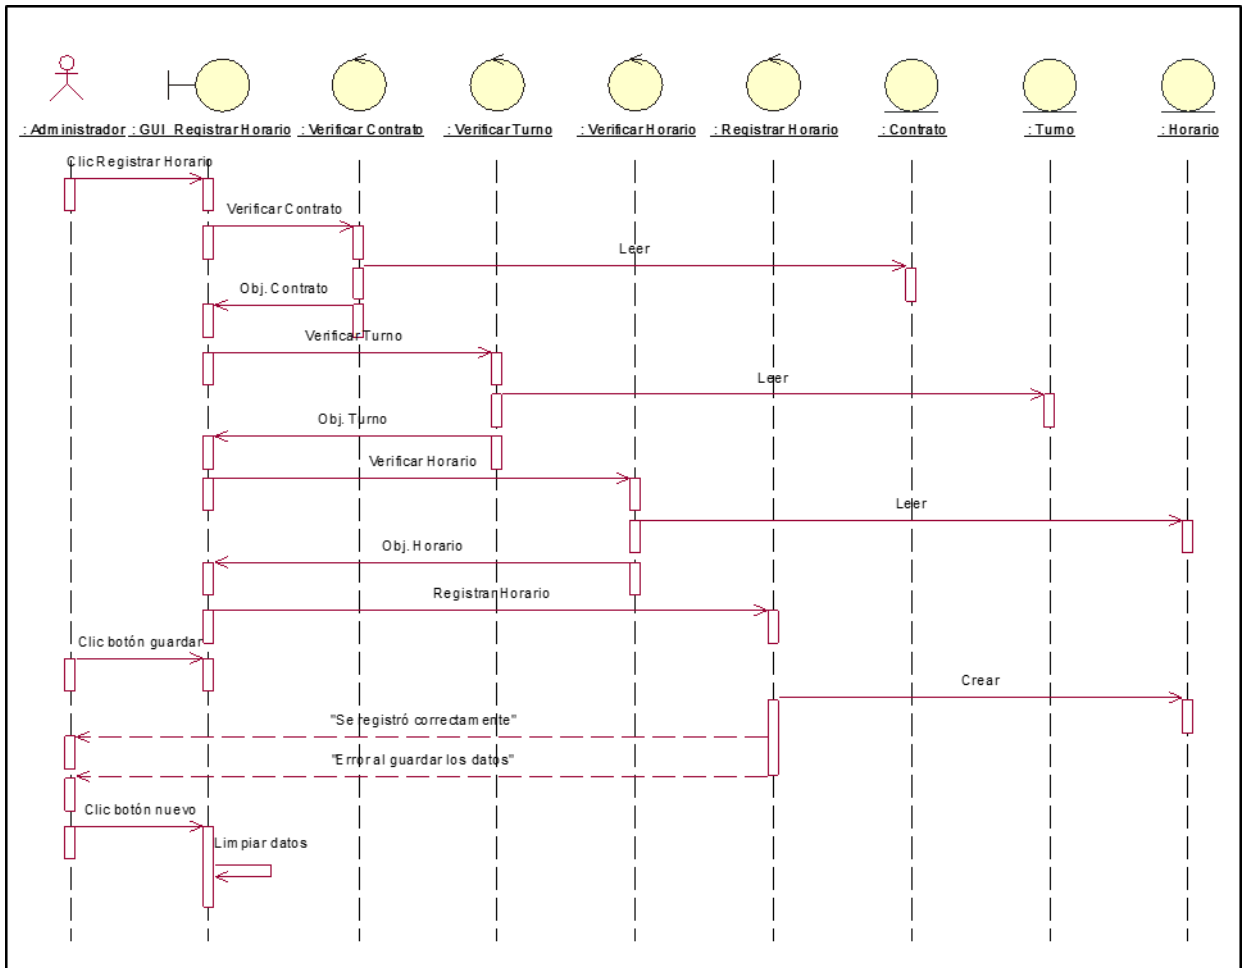 : Administrador
: GUI_RegistrarHorario
: Verificar Contrato
: Verificar Turno
: Verificar Horario
: Registrar Horario
: Contrato
: Turno
: Horario
Clic Registrar Horario
Verificar Contrato
Leer
Obj. Contrato
Verificar Turno
Leer
Obj. Turno
Verificar Horario
Leer
Obj. Horario
Registrar Horario
Clic botón guardar
Crear
"Se registró correctamente"
"Error al guardar los datos"
Clic botón nuevo
Limpiar datos